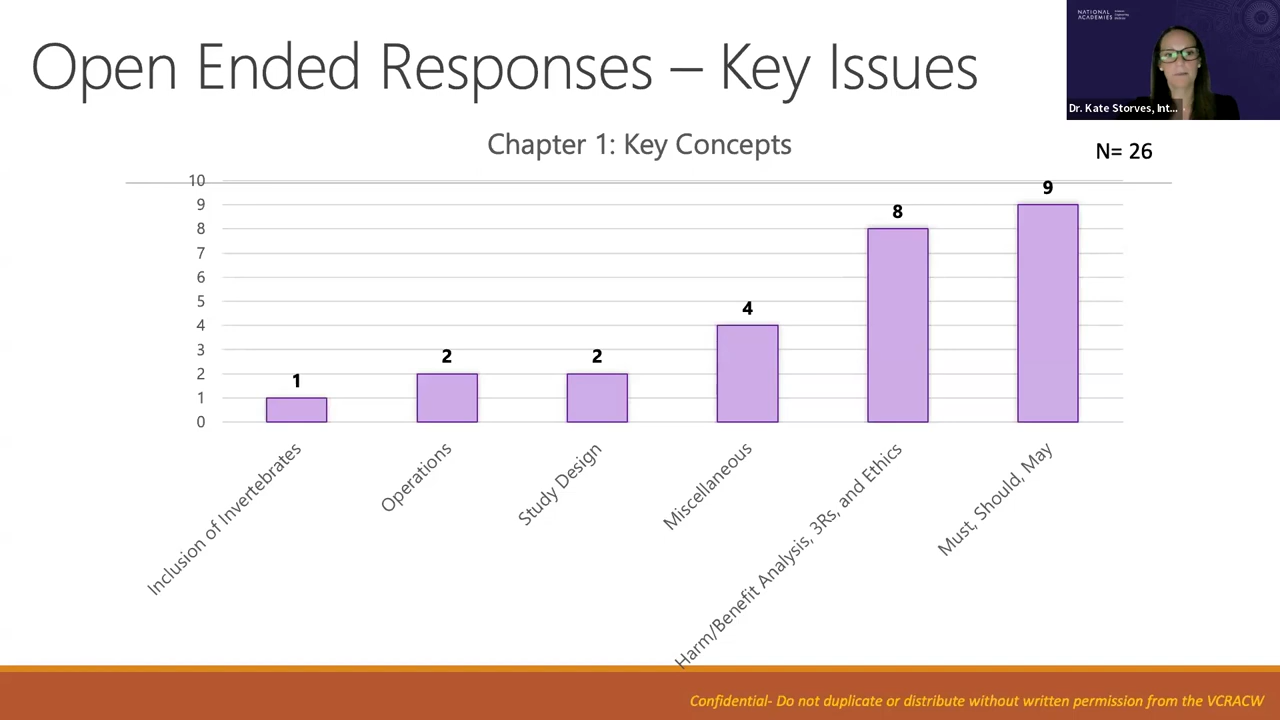 Open Ended Responses – Key Issues
NATIONAL
ACADEMIES
Dr. Kate Storves, Int...
Chapter 1: Key Concepts
N= 26
10
9
8
7
6
5
4
3
2
1
0
1
2
2
4
8
9
Inclusion of Invertebrates
Operations
Study Design
Miscellaneous
Harm/Benefit Analysis, 3Rs, and Ethics
Must, Should, May
Confidential- Do not duplicate or distribute without written permission from the VCRACW